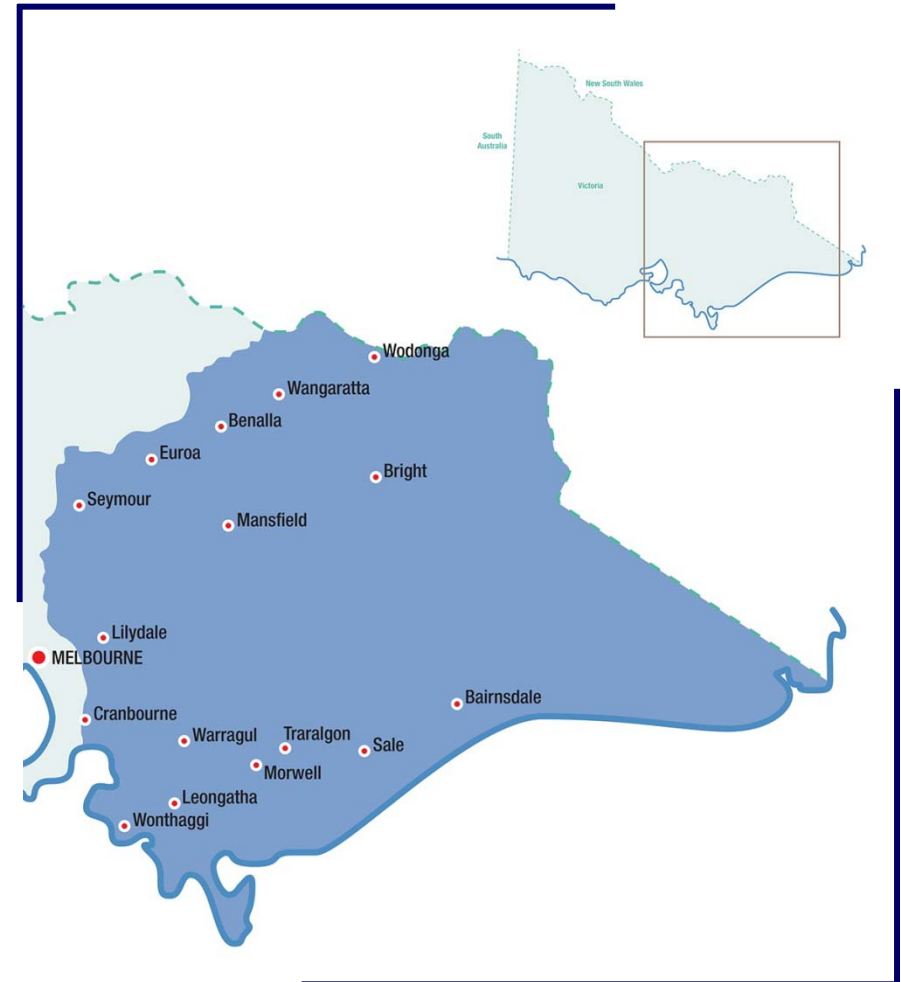 New South Wales
South
Australia
Victoria
Wodonga
Wangaratta
Benalla
Euroa
Bright
Seymour
Mansfield
Lilydale
MELBOURNE
Bairnsdale
Cranbourne
Warragul
Traralgon
Sale
Morwell
Leongatha
Wonthaggi